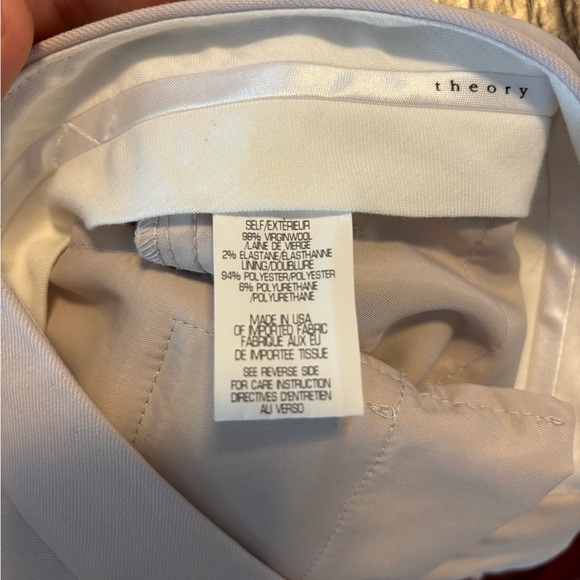 theory
SELF/EXTÉRIEUR
98% VIRGINWOOL
/LAINE DE VIERGE
2% ELASTANE/ELASTHANNE
LINING/DOUBLURE
94% POLYESTER/POLYESTER
6% POLYURETHANE
/POLYURETHANE
MADE IN USA
OF IMPORTED FABRIC
FABRIQUE AUX EU
DE IMPORTEE TISSUE
SEE REVERSE SIDE
FOR CARE INSTRUCTION
DIRECTIVES D'ENTRETIEN
AU VERSO